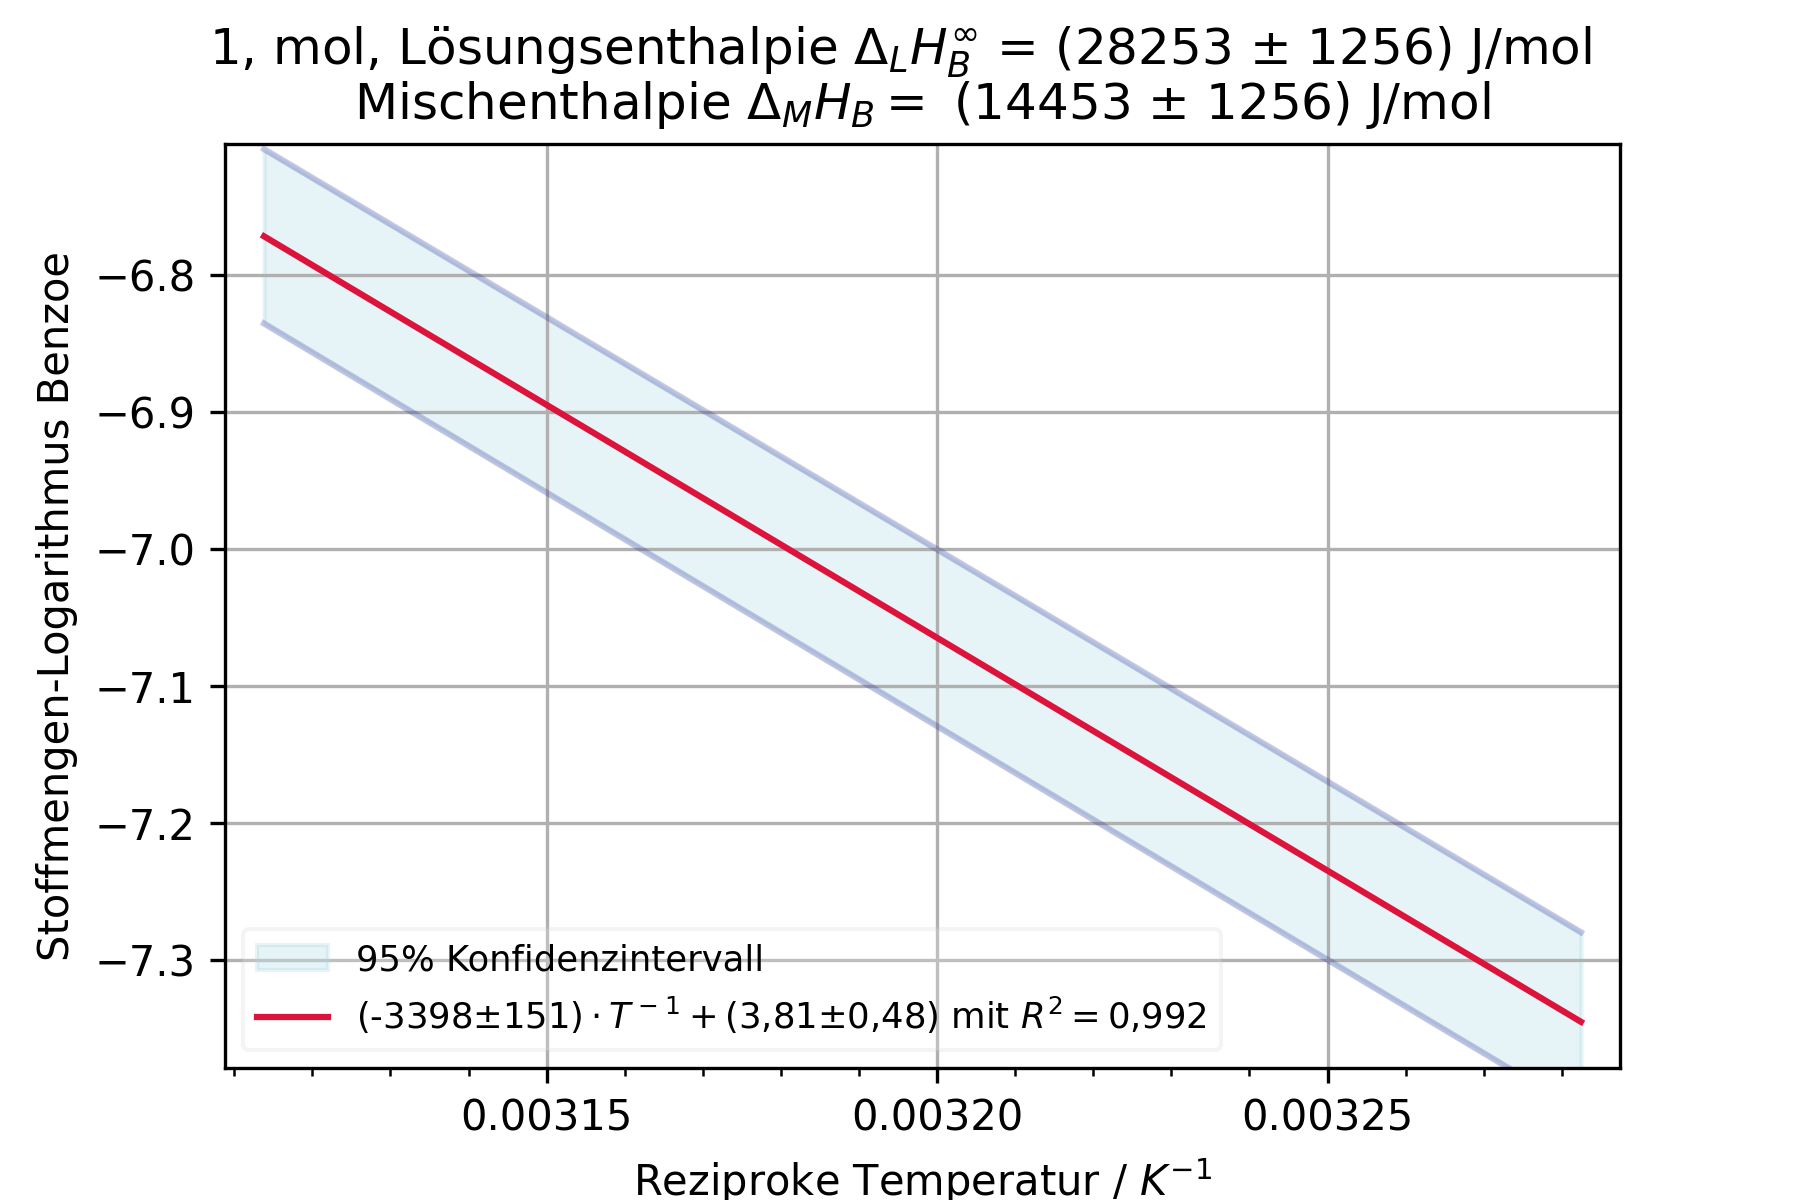 1, mol, Lösungsenthalpie Δ_L H_B^∞ = (28253 ± 1256) J/mol
Mischenthalpie Δ_M H_B = (14453 ± 1256) J/mol
Stoffmengen-Logarithmus Benzoe
−6.8
−6.9
−7.0
−7.1
−7.2
−7.3
95% Konfidenzintervall
(-3398±151) · T^−1 + (3,81±0,48) mit R^2 = 0,992
0.00315 0.00320 0.00325
Reziproke Temperatur / K^−1